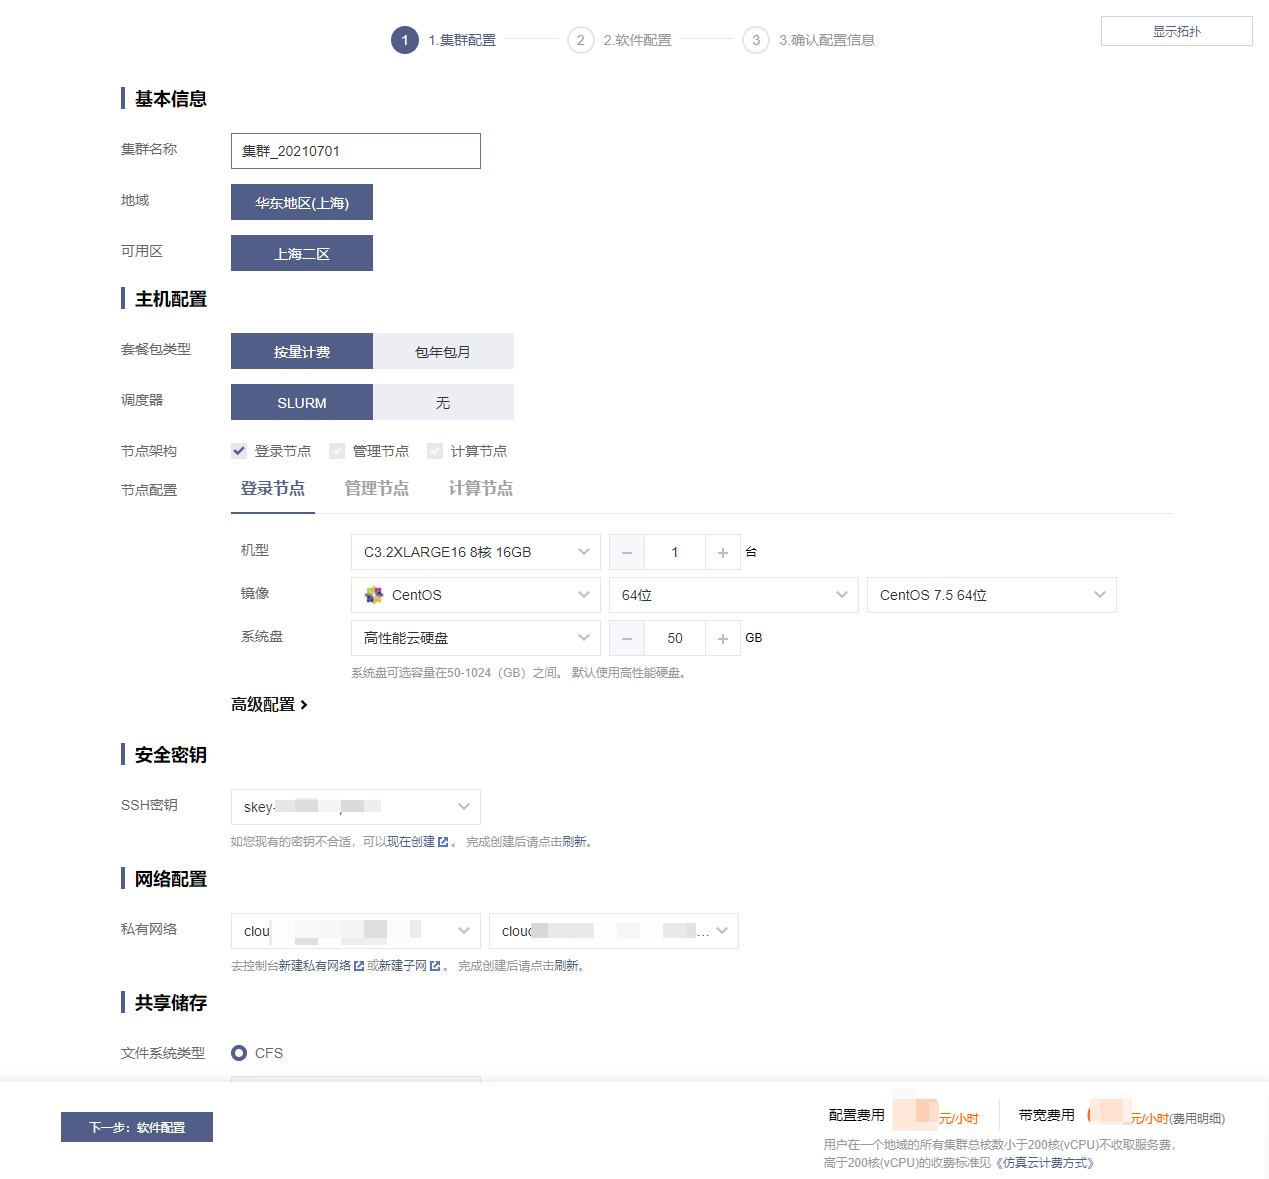 1 1.集群配置 2 2.软件配置 3 3.确认配置信息 显示拓扑
基本信息
集群名称 集群_20210701
地域 华东地区(上海)
可用区 上海二区
主机配置
套餐包类型 按量计费 包年包月
调度器 SLURM 无
节点架构 登录节点 管理节点 计算节点
节点配置 登录节点 管理节点 计算节点
机型 C3.2XLARGE16 8核 16GB − 1 + 台
镜像 CentOS 64位 CentOS 7.5 64位
系统盘 高性能云硬盘 − 50 + GB
系统盘可选容量在50-1024（GB）之间。 默认使用高性能硬盘。
高级配置
安全密钥
SSH密钥 skey-
如您现有的密钥不合适，可以现在创建 。 完成创建后请点击刷新。
网络配置
私有网络 clou clou ...
去控制台新建私有网络 或新建子网 。 完成创建后请点击刷新。
共享储存
文件系统类型 CFS
下一步：软件配置 配置费用 元/小时 带宽费用 元/小时(费用明细)
用户在一个地域的所有集群总核数小于200核(vCPU)不收取服务费，
高于200核(vCPU)的收费标准见《仿真云计费方式》